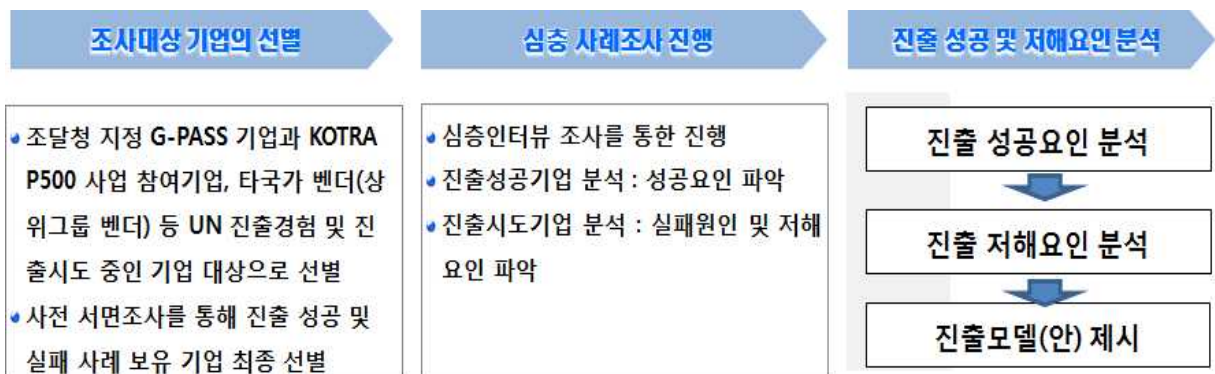 조사대상 기업의 선별
심층 사례조사 진행
진출 성공 및 저해요인 분석
조달청 지정 G-PASS 기업과 KOTRA
P500 사업 참여기업, 타국가 벤더(상
위그룹 벤더) 등 UN 진출경험 및 진
출시도 중인 기업 대상으로 선별
사전 서면조사를 통해 진출 성공 및
실패 사례 보유 기업 최종 선별
심층인터뷰 조사를 통한 진행
진출성공기업 분석 : 성공요인 파악
진출시도기업 분석 : 실패원인 및 저해
요인 파악
진출 성공요인 분석
진출 저해요인 분석
진출모델(안) 제시